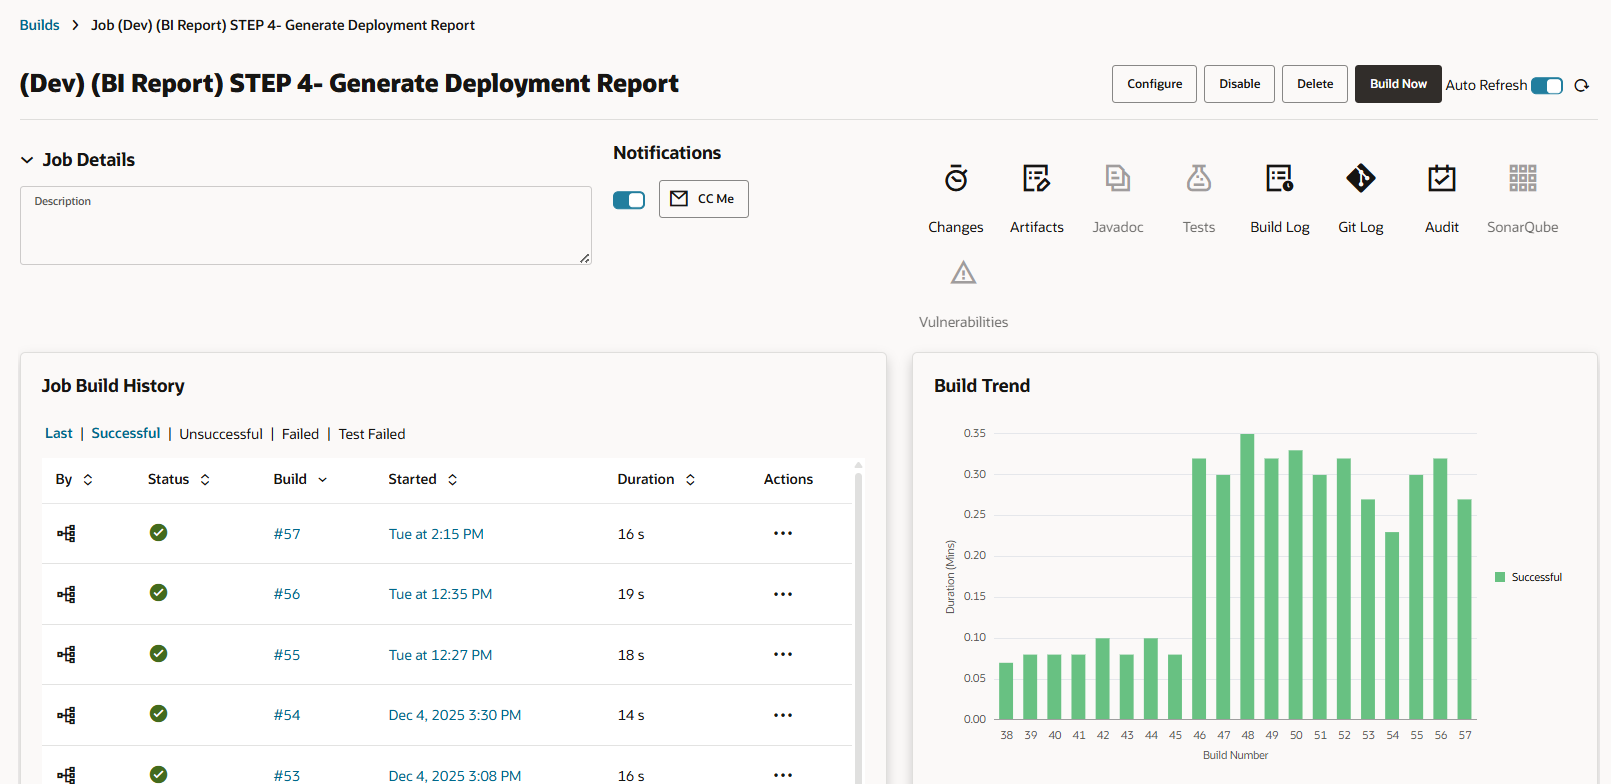 Builds > Job (Dev) (BI Report) STEP 4- Generate Deployment Report
(Dev) (BI Report) STEP 4- Generate Deployment Report
Configure Disable Delete Build Now Auto Refresh
Job Details
Description
Notifications
CC Me
Changes Artifacts Javadoc Tests Build Log Git Log Audit SonarQube
Vulnerabilities
Job Build History
Last | Successful | Unsuccessful | Failed | Test Failed
By Status Build Started Duration Actions
#57 Tue at 2:15 PM 16 s
#56 Tue at 12:35 PM 19 s
#55 Tue at 12:27 PM 18 s
#54 Dec 4, 2025 3:30 PM 14 s
#53 Dec 4, 2025 3:08 PM 16 s
Build Trend
Duration (Mins)
0.35
0.30
0.25
0.20
0.15
0.10
0.05
0.00
38 39 40 41 42 43 44 45 46 47 48 49 50 51 52 53 54 55 56 57
Build Number
Successful